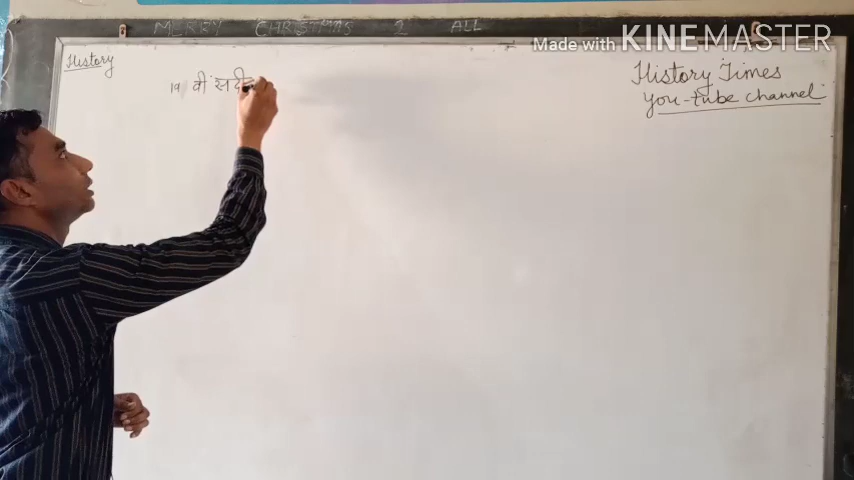 MERRY CHRISTMAS 2 ALL
Made with KINEMASTER
History
19 वी सदी
History Times
You-tube channel